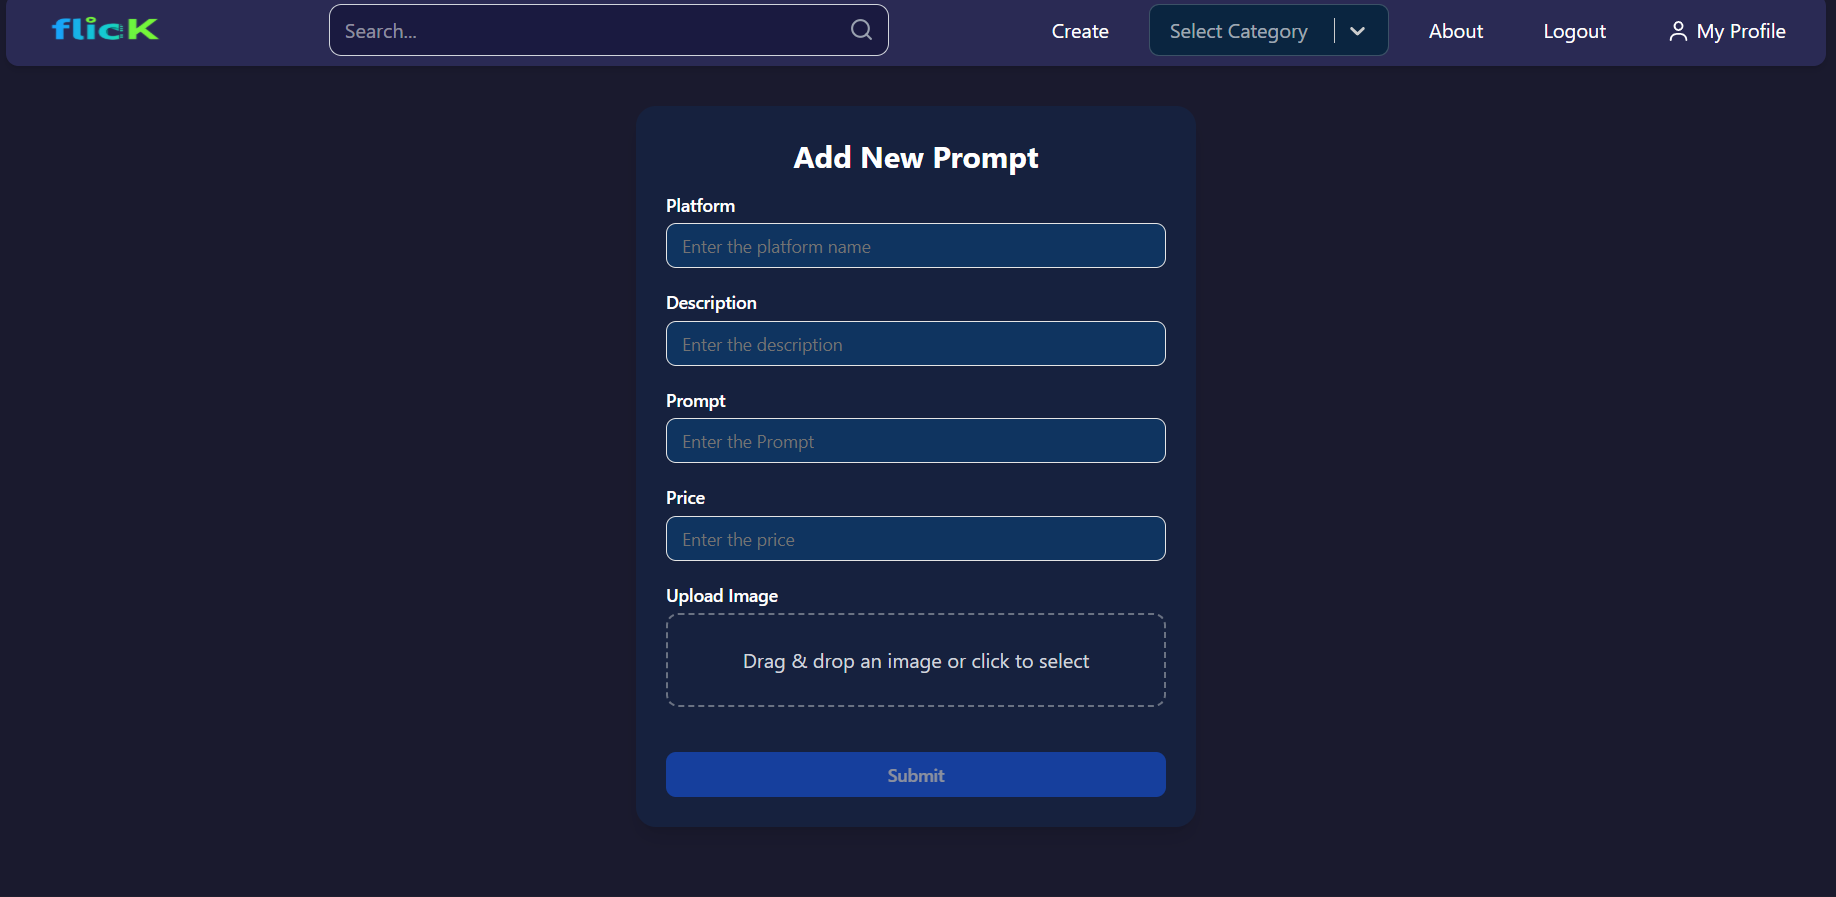 flicK
Search...
Create
Select Category
About
Logout
My Profile
Add New Prompt
Platform
Enter the platform name
Description
Enter the description
Prompt
Enter the Prompt
Price
Enter the price
Upload Image
Drag & drop an image or click to select
Submit